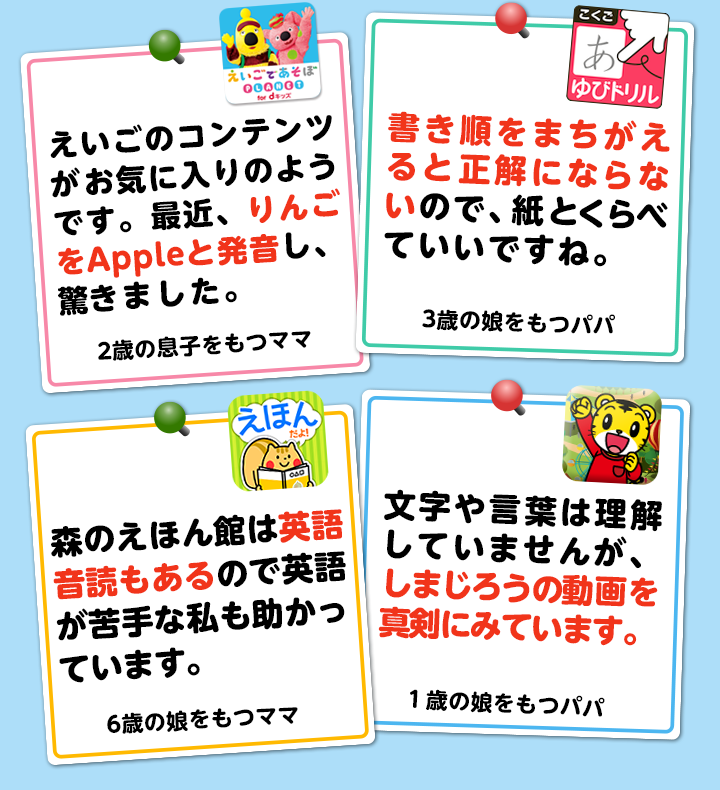 えいごであそぼ
PLANET
for dキッズ
えいごのコンテンツ
がお気に入りのよう
です。最近、りんご
をAppleと発音し、
驚きました。
2歳の息子をもつママ
こくご
あ
ゆびドリル
書き順をまちがえ
ると正解にならな
いので、紙とくらべ
ていいですね。
3歳の娘をもつパパ
えほん
だよ!
森のえほん館は英語
音読もあるので英語
が苦手な私も助かっ
ています。
6歳の娘をもつママ
文字や言葉は理解
していませんが、
しまじろうの動画を
真剣にみています。
1歳の娘をもつパパ